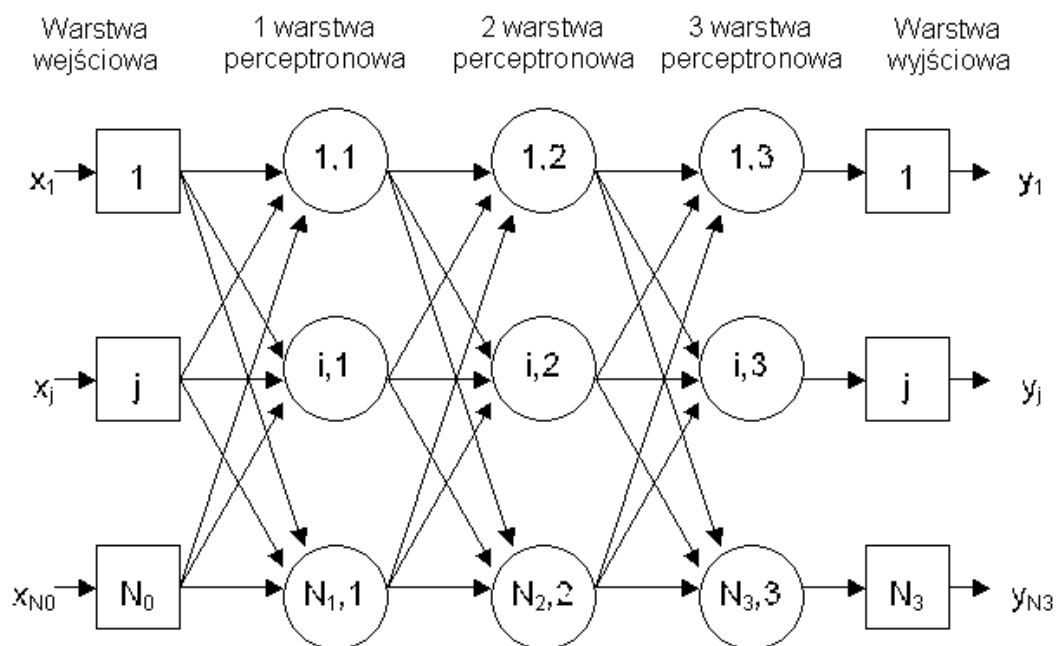 Warstwa
wejściowa
1 warstwa
perceptronowa
2 warstwa
perceptronowa
3 warstwa
perceptronowa
Warstwa
wyjściowa
x1
1
1,1
1,2
1,3
1
y1
xj
j
i,1
i,2
i,3
j
yj
xN0
N0
N1,1
N2,2
N3,3
N3
yN3